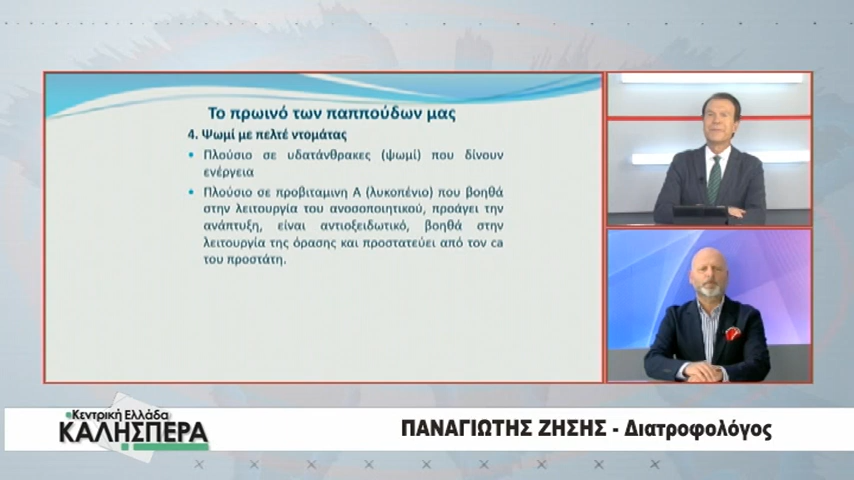 Το πρωινό των παππούδων μας
4. Ψωμί με πελτέ ντομάτας
• Πλούσιο σε υδατάνθρακες (ψωμί) που δίνουν
ενέργεια
• Πλούσιο σε προβιταμινη Α (λυκοπένιο) που βοηθά
στην λειτουργία του ανοσοποιητικού, προάγει την
ανάπτυξη, είναι αντιοξειδωτικό, βοηθά στην
λειτουργία της όρασης και προστατεύει από τον ca
του προστάτη.
Κεντρική Ελλάδα
ΚΑΛΗΣΠΕΡΑ
ΠΑΝΑΓΙΩΤΗΣ ΖΗΣΗΣ - Διατροφολόγος